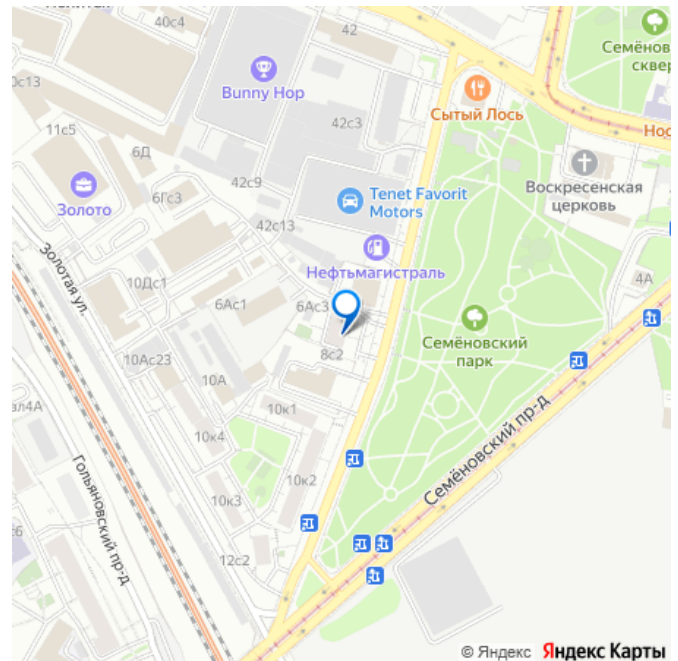 40с4
42
Семёнов
сквер
Bunny Hop
Сытый Лось
42с3
Нос
11с5
6Д
Воскресенская
церковь
42с9
6Гс3
Tenet Favorit
Motors
Золото
42с13
Нефтьмагистраль
Золотая ул.
10Дс1
4А
6Ас1
6Ас3
Семёновский
парк
8с2
10Ас23
10А
10к1
Семёновский пр-д
10к4
Гольяновский пр-д
10к3
10к2
12с2
© Яндекс Яндекс Карты